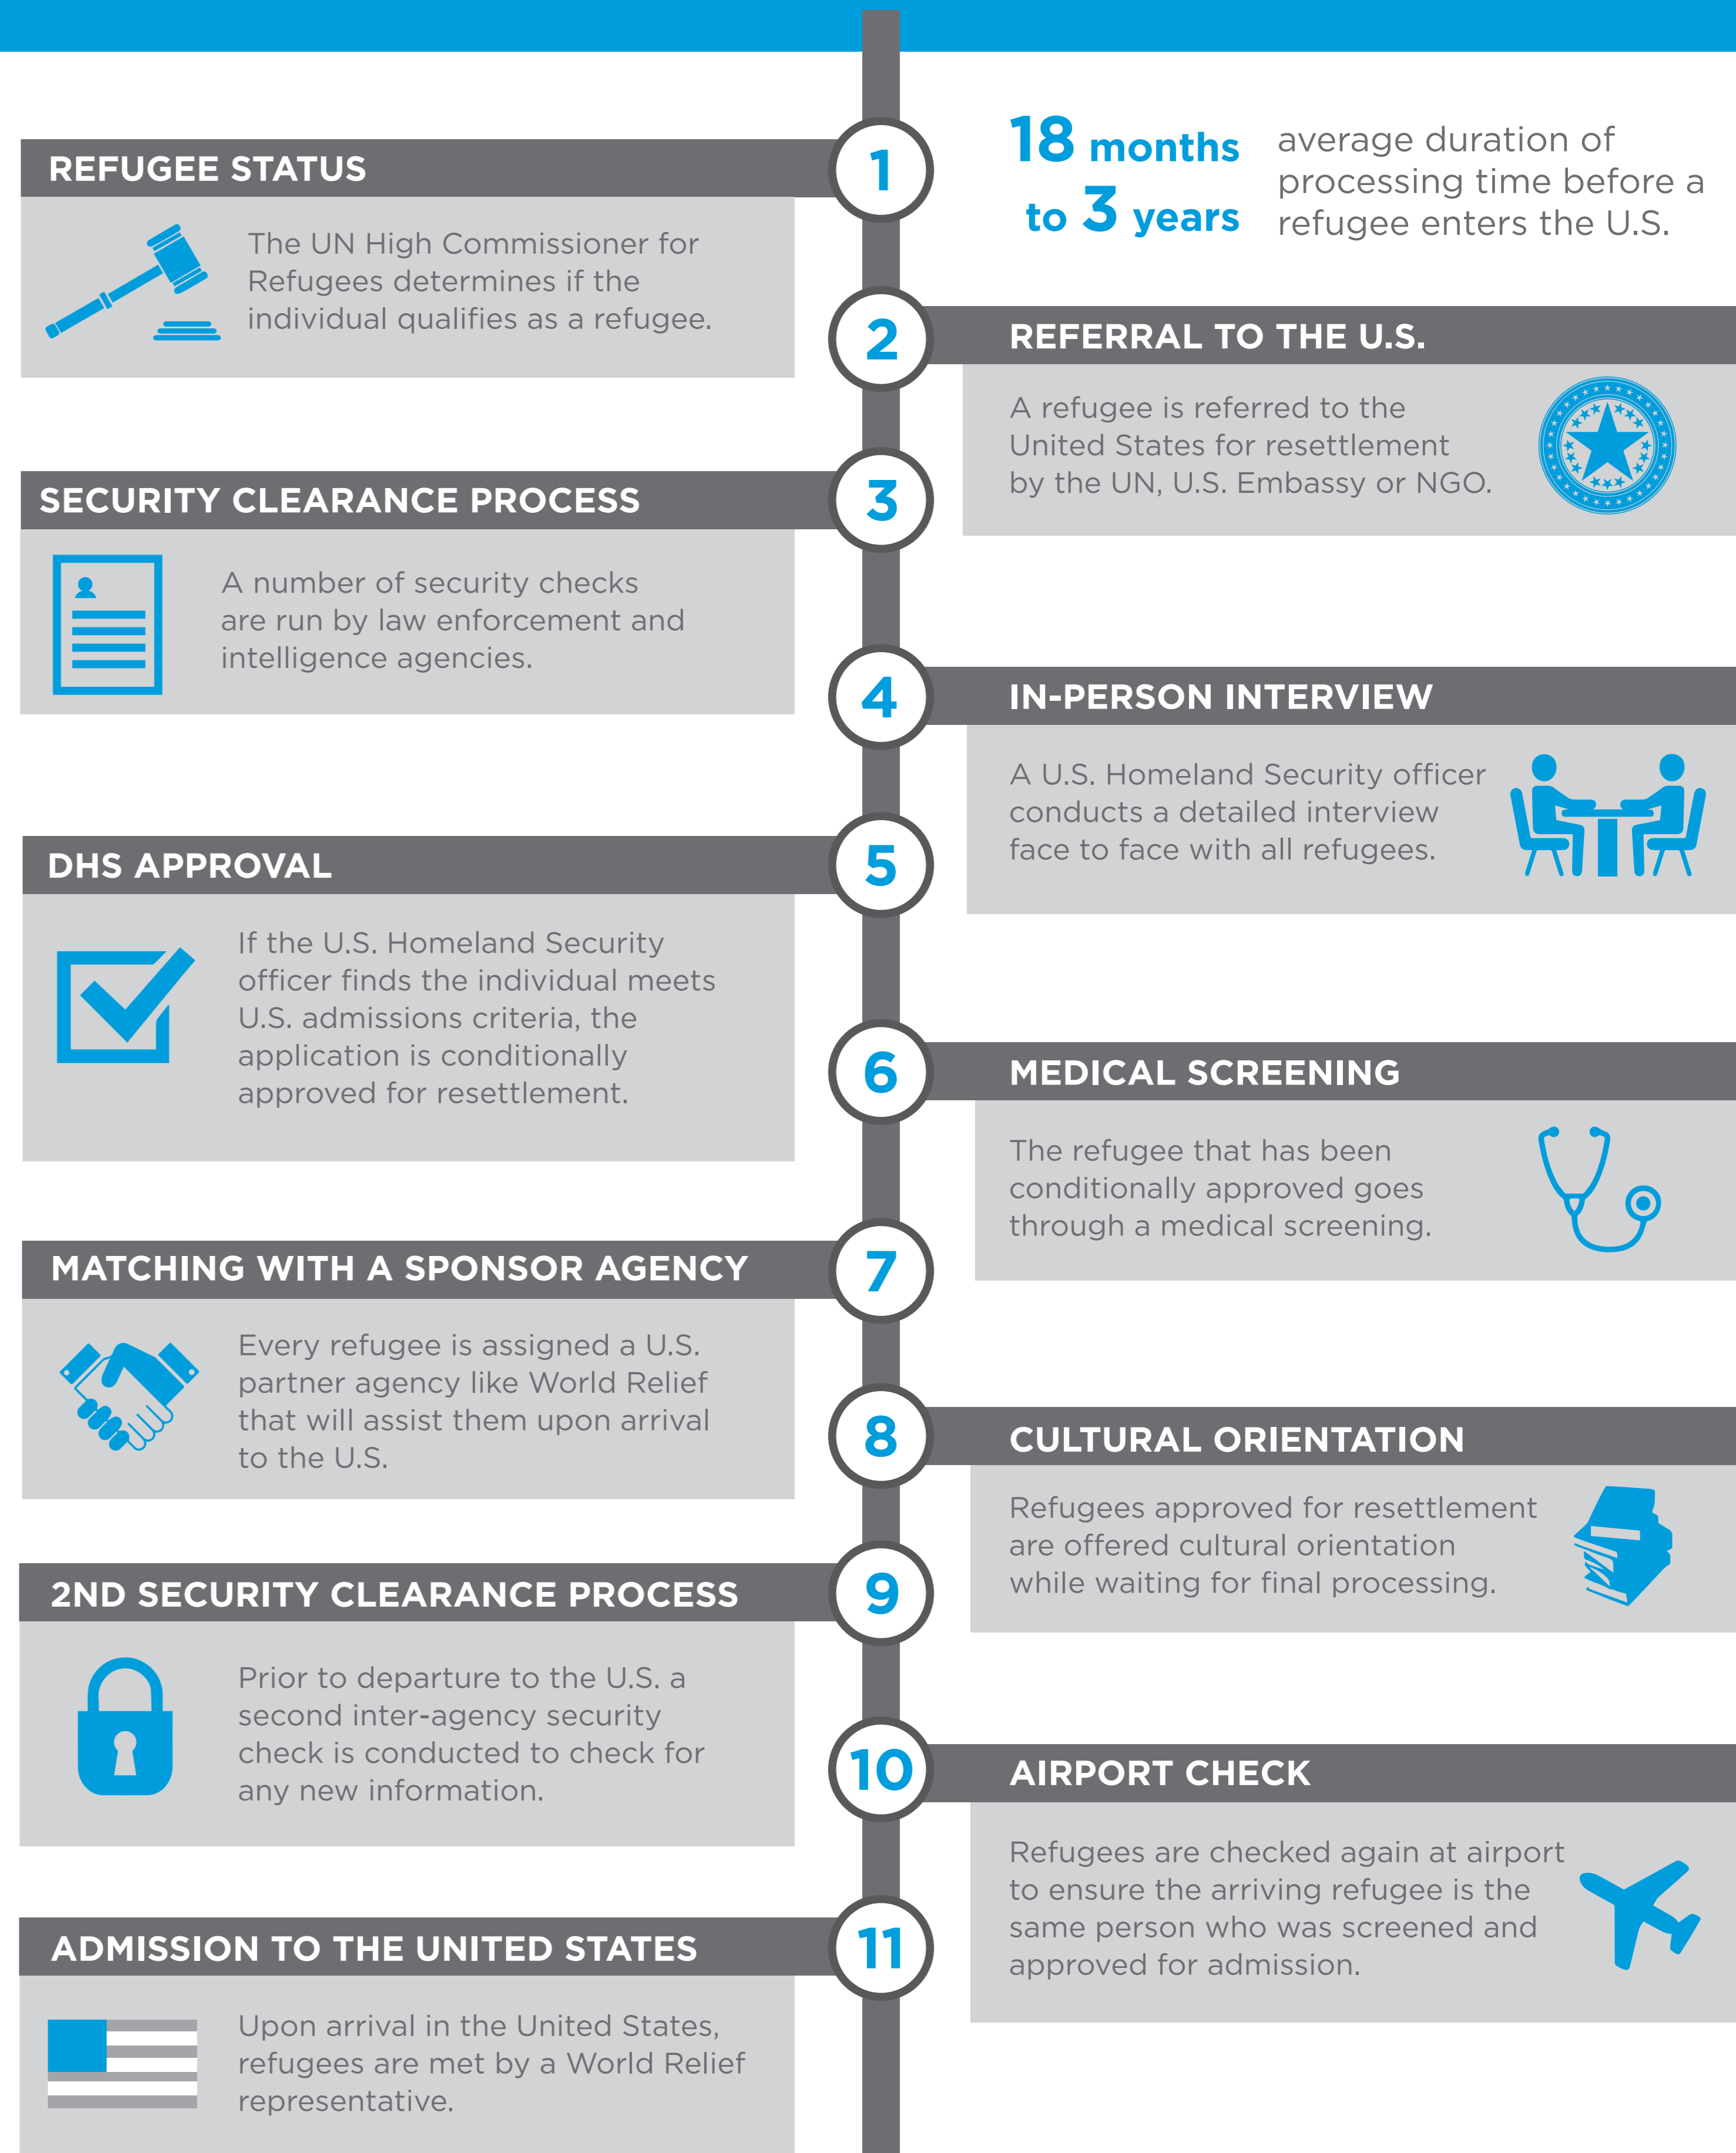 1
REFUGEE STATUS
The UN High Commissioner for
Refugees determines if the
individual qualifies as a refugee.
18 months
to 3 years
average duration of
processing time before a
refugee enters the U.S.
2
REFERRAL TO THE U.S.
A refugee is referred to the
United States for resettlement
by the UN, U.S. Embassy or NGO.
3
SECURITY CLEARANCE PROCESS
A number of security checks
are run by law enforcement and
intelligence agencies.
4
IN-PERSON INTERVIEW
A U.S. Homeland Security officer
conducts a detailed interview
face to face with all refugees.
5
DHS APPROVAL
If the U.S. Homeland Security
officer finds the individual meets
U.S. admissions criteria, the
application is conditionally
approved for resettlement.
6
MEDICAL SCREENING
The refugee that has been
conditionally approved goes
through a medical screening.
7
MATCHING WITH A SPONSOR AGENCY
Every refugee is assigned a U.S.
partner agency like World Relief
that will assist them upon arrival
to the U.S.
8
CULTURAL ORIENTATION
Refugees approved for resettlement
are offered cultural orientation
while waiting for final processing.
9
2ND SECURITY CLEARANCE PROCESS
Prior to departure to the U.S. a
second inter-agency security
check is conducted to check for
any new information.
10
AIRPORT CHECK
Refugees are checked again at airport
to ensure the arriving refugee is the
same person who was screened and
approved for admission.
11
ADMISSION TO THE UNITED STATES
Upon arrival in the United States,
refugees are met by a World Relief
representative.